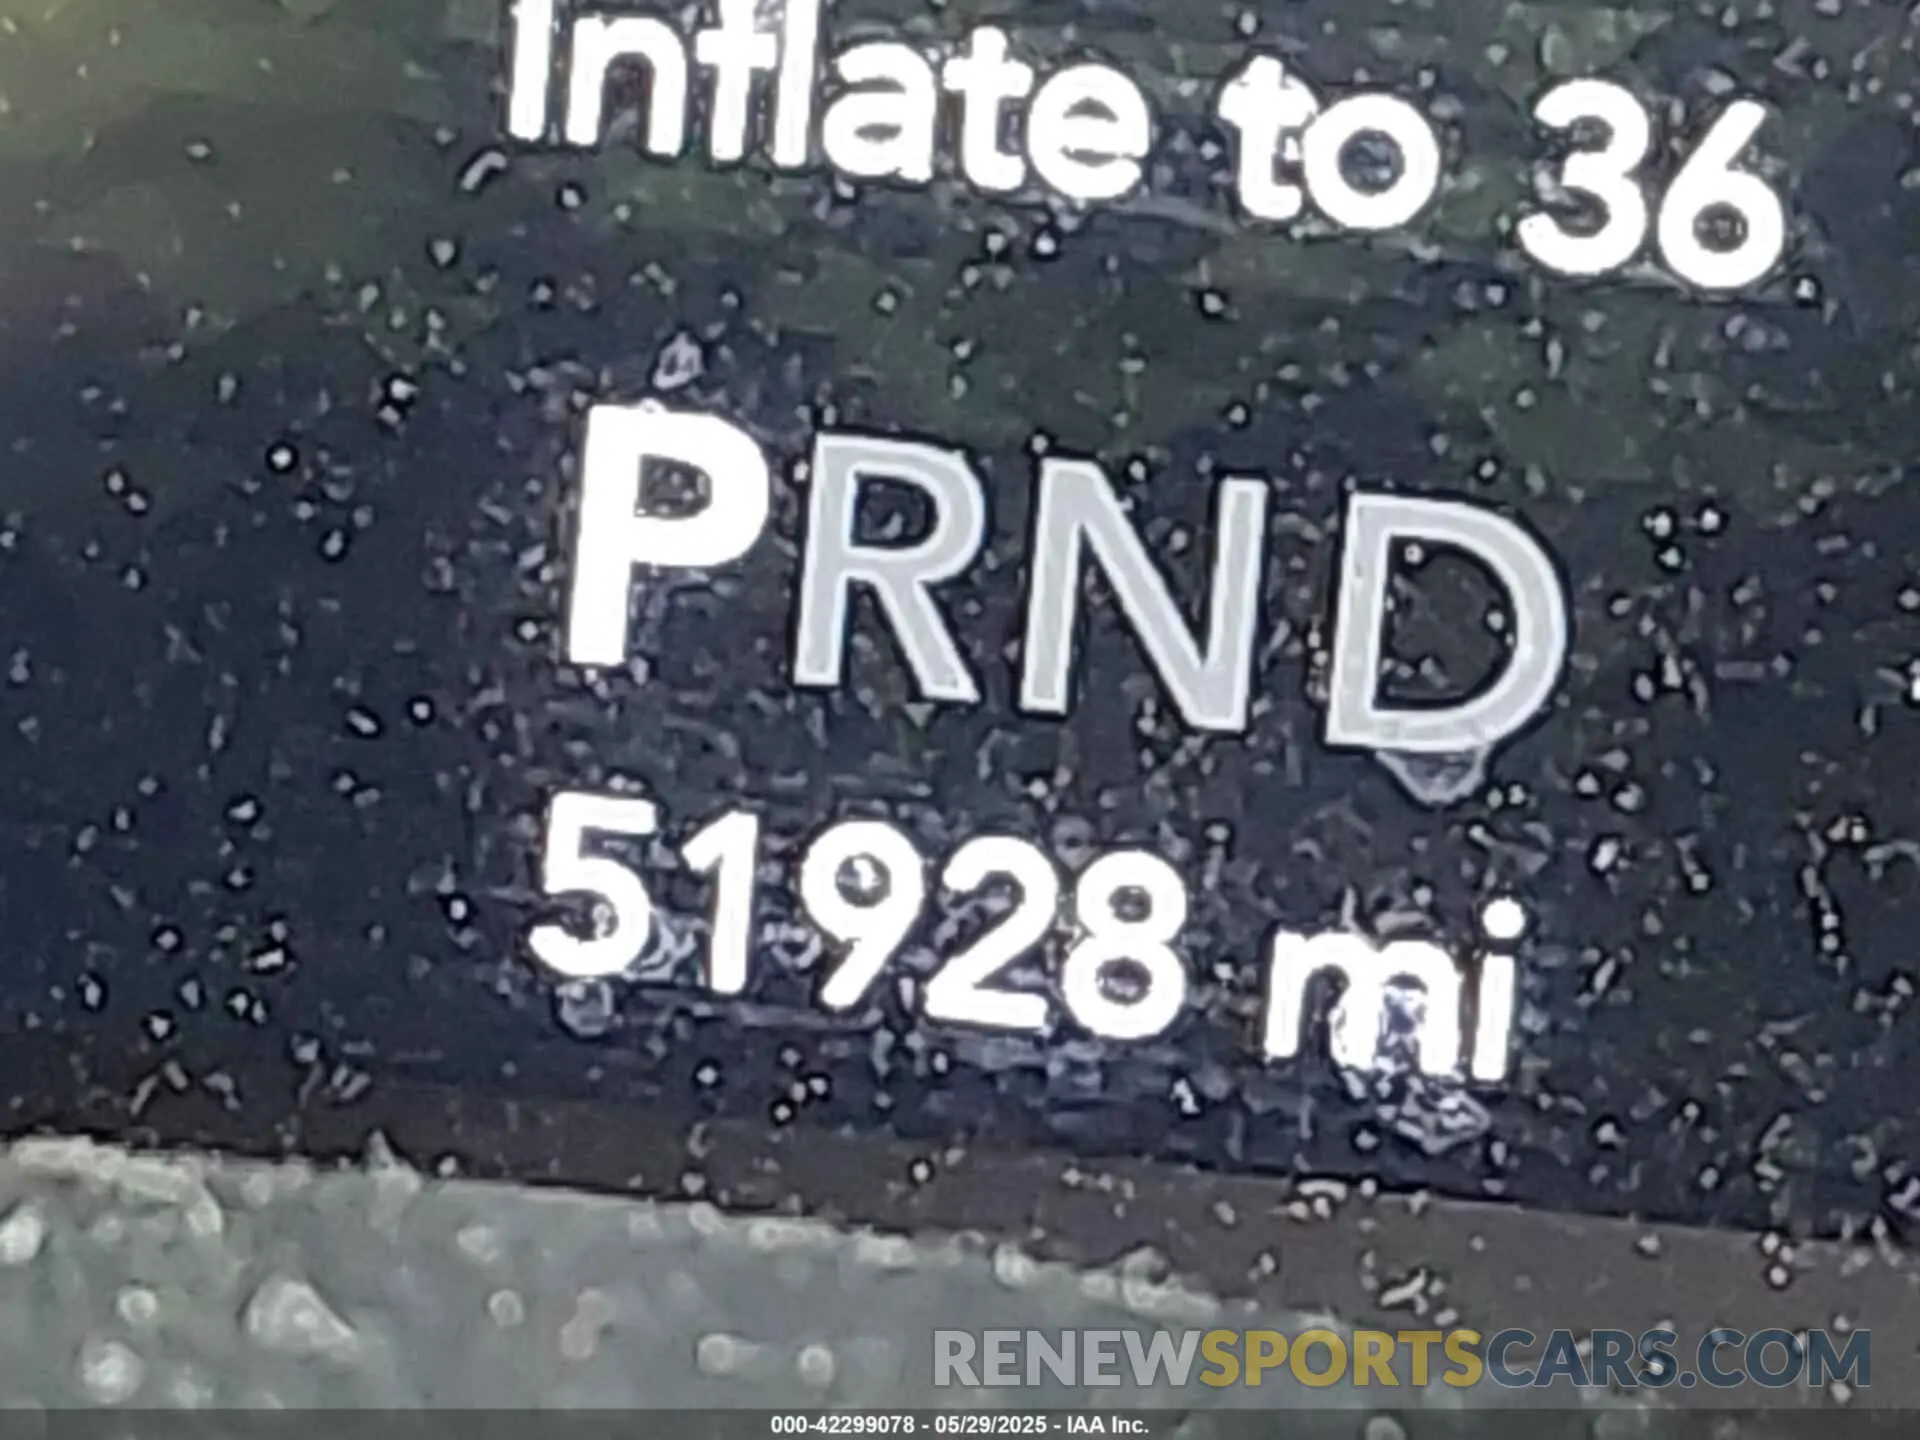 Inflate to 36
PRND
51928 mi
RENEWSPORTSCARS.COM
000-42299078 - 05/29/2025 - IAA Inc.